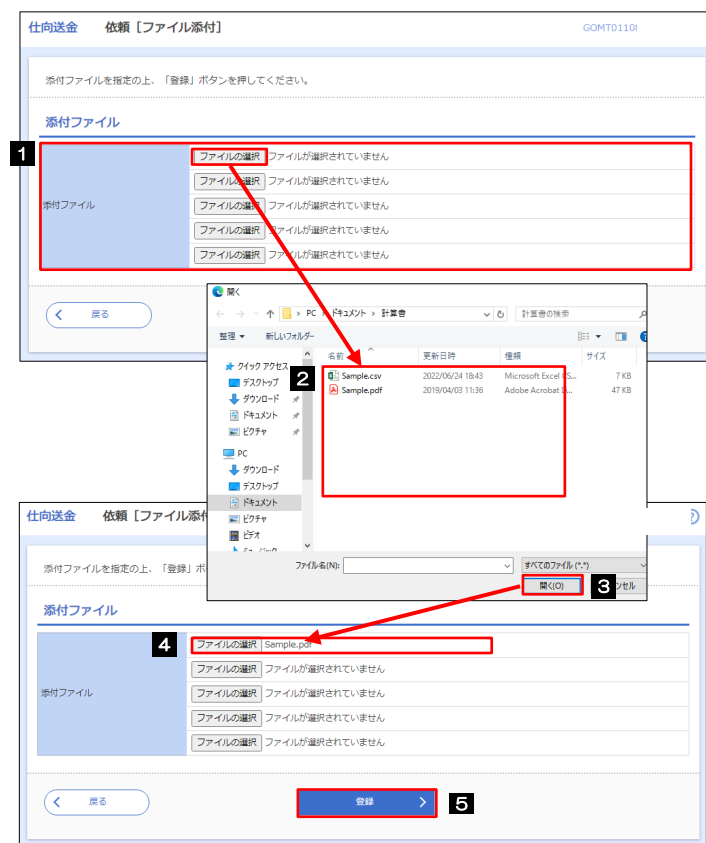 仕向送金 依頼［ファイル添付］ GOMT0110I
添付ファイルを指定の上、「登録」ボタンを押してください。
添付ファイル
1
ファイルの選択 ファイルが選択されていません
ファイルの選択 ファイルが選択されていません
添付ファイル ファイルの選択 ファイルが選択されていません
ファイルの選択 ファイルが選択されていません
ファイルの選択 ファイルが選択されていません
戻る
開く
PC › ドキュメント › 計算書 計算書の検索
整理 新しいフォルダー
名前 更新日時 種類 サイズ
クイック アクセス
2
Sample.csv 2022/06/24 18:43 Microsoft Excel CS... 7 KB
Sample.pdf 2019/04/03 11:36 Adobe Acrobat D... 47 KB
デスクトップ
ダウンロード
ドキュメント
ピクチャ
PC
ダウンロード
デスクトップ
ドキュメント
ピクチャ
ビデオ
ファイル名(N): すべてのファイル (*.*)
開く(O) 3 ンセル
仕向送金 依頼［ファイル添付
添付ファイルを指定の上、「登録」ボ
添付ファイル
4
ファイルの選択 Sample.pdf
ファイルの選択 ファイルが選択されていません
添付ファイル ファイルの選択 ファイルが選択されていません
ファイルの選択 ファイルが選択されていません
ファイルの選択 ファイルが選択されていません
戻る 登録 5